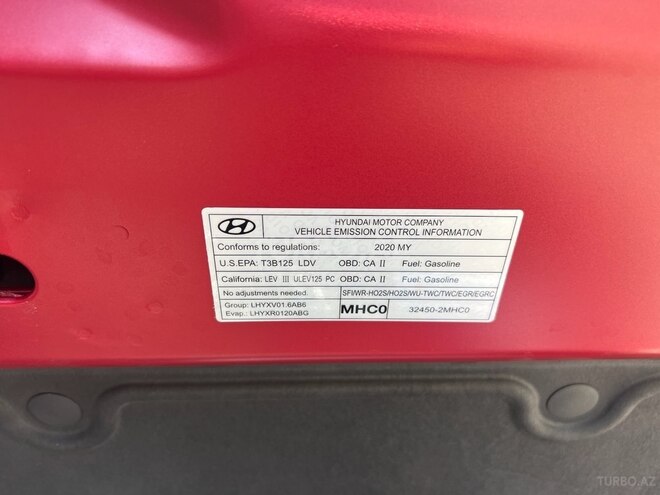 HYUNDAI MOTOR COMPANY
VEHICLE EMISSION CONTROL INFORMATION
Conforms to regulations: 2020 MY
U.S.EPA: T3B125 LDV OBD: CA II Fuel: Gasoline
California: LEV III ULEV125 PC OBD: CA II Fuel: Gasoline
No adjustments needed. SFI/WR-HO2S/HO2S/WU-TWC/TWC/EGR/EGRC
Group: LHYXV01.6AB6
Evap.: LHYXR0120ABG
MHC0 32450-2MHC0
TURBO.AZ